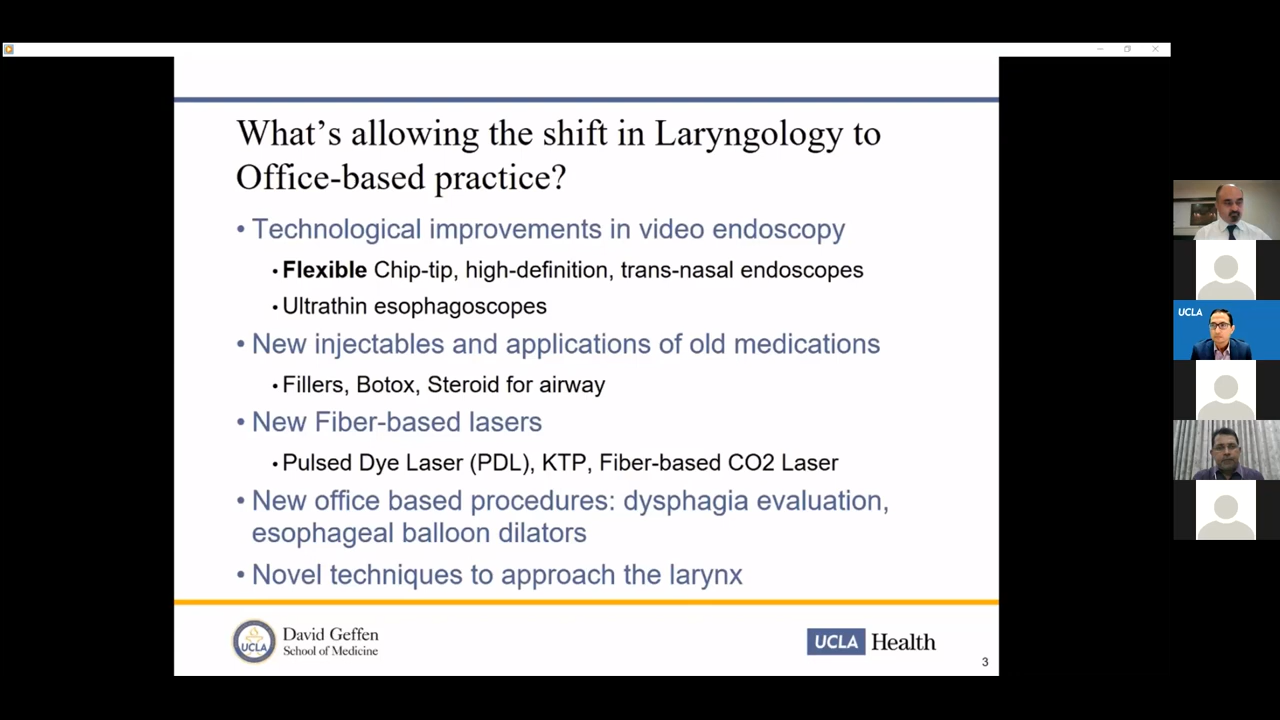 What's allowing the shift in Laryngology to
Office-based practice?
• Technological improvements in video endoscopy
• Flexible Chip-tip, high-definition, trans-nasal endoscopes
• Ultrathin esophagoscopes
• New injectables and applications of old medications
• Fillers, Botox, Steroid for airway
• New Fiber-based lasers
• Pulsed Dye Laser (PDL), KTP, Fiber-based CO2 Laser
• New office based procedures: dysphagia evaluation,
esophageal balloon dilators
• Novel techniques to approach the larynx
UCLA
David Geffen
School of Medicine
UCLA Health
3
UCLA